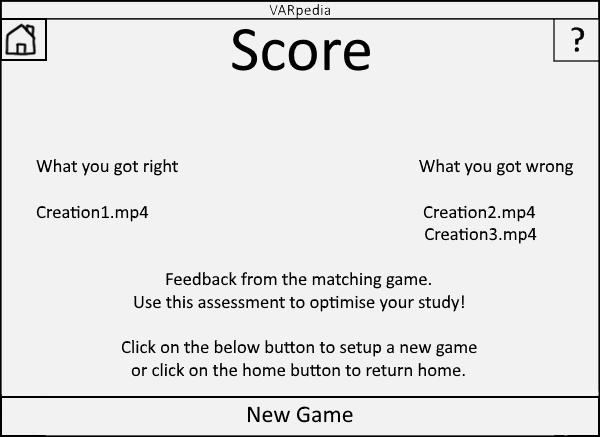 VARpedia
Score
?
What you got right
What you got wrong
Creation1.mp4
Creation2.mp4
Creation3.mp4
Feedback from the matching game.
Use this assessment to optimise your study!
Click on the below button to setup a new game
or click on the home button to return home.
New Game